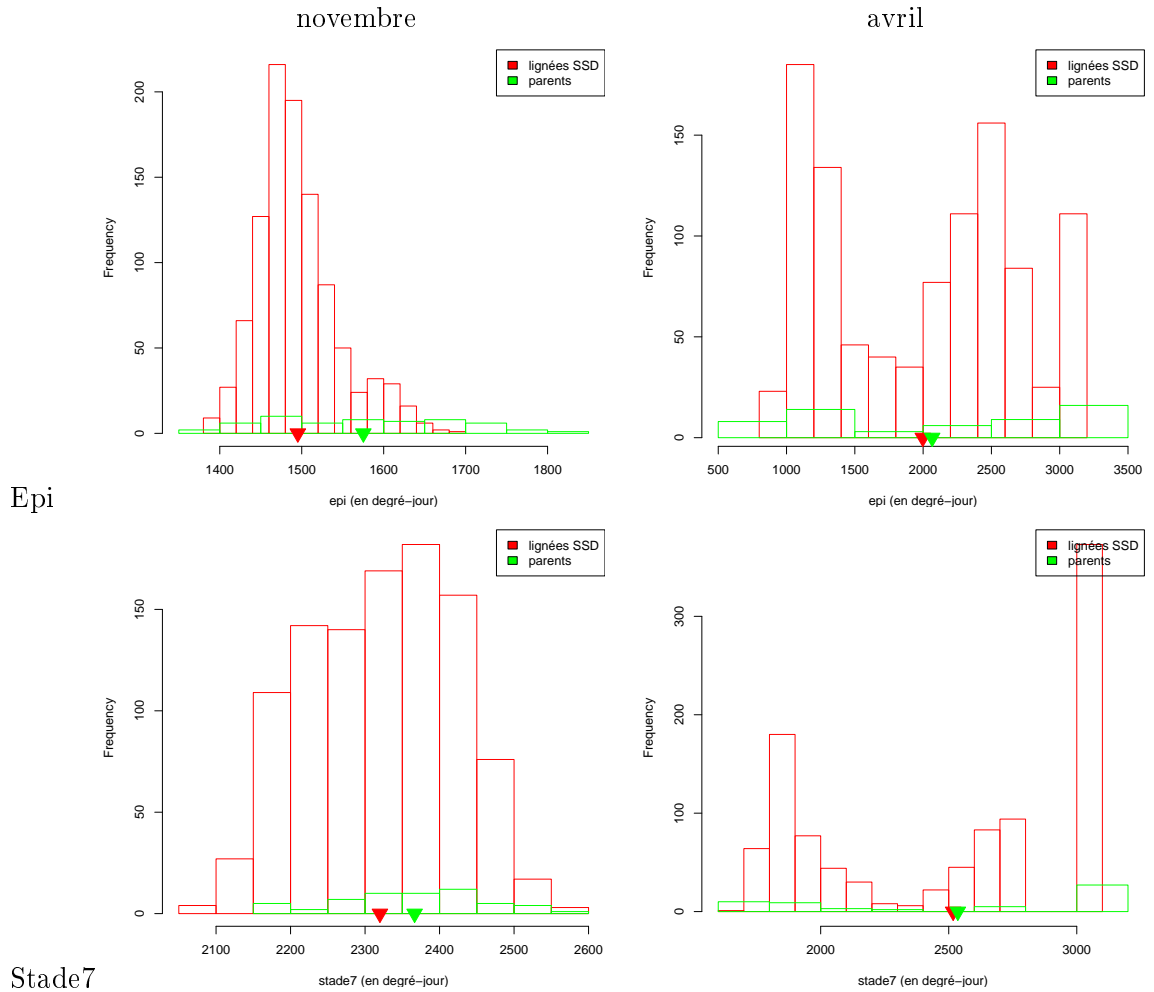 novembre
avril
lignées SSD
parents
Frequency
0
50
100
150
200
1400
1500
1600
1700
1800
epi (en degré−jour)
lignées SSD
parents
Frequency
0
50
100
150
500
1000
1500
2000
2500
3000
3500
epi (en degré−jour)
Epi
lignées SSD
parents
Frequency
0
50
100
150
2100
2200
2300
2400
2500
2600
stade7 (en degré−jour)
lignées SSD
parents
Frequency
0
100
200
300
2000
2500
3000
stade7 (en degré−jour)
Stade7